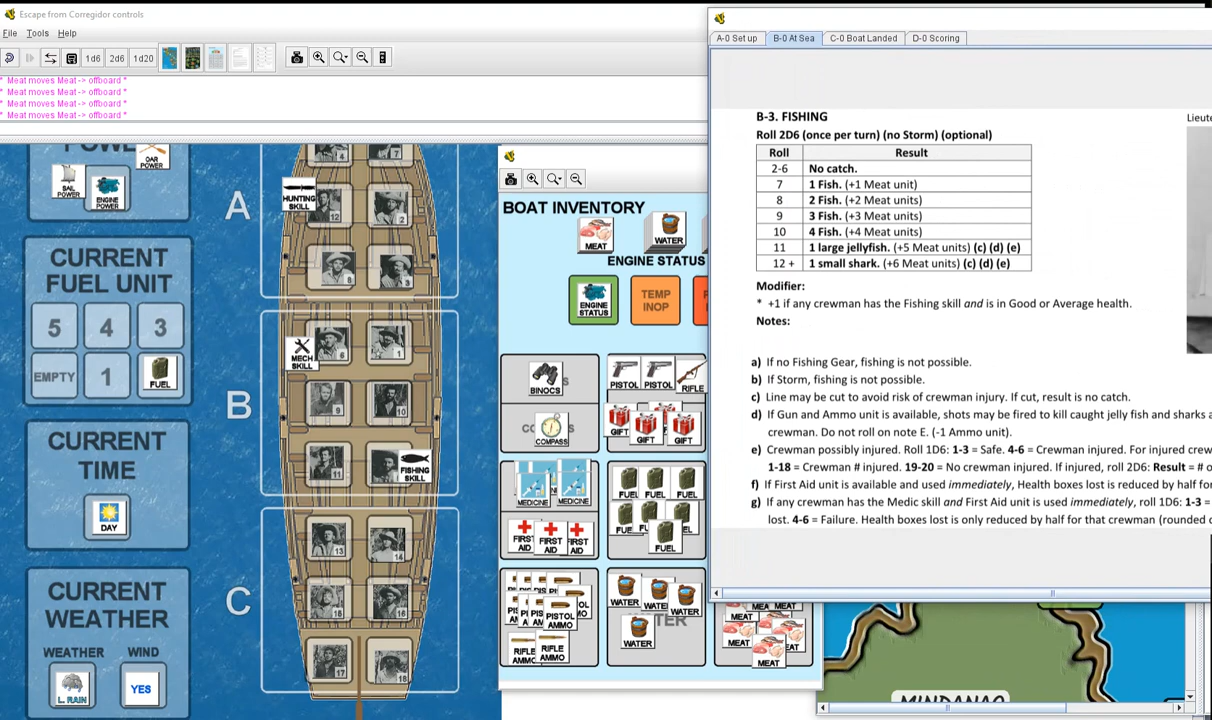 Escape from Corregidor controls
File Tools Help
1d6 2d6 1d20
* Meat moves Meat -> offboard *
* Meat moves Meat -> offboard *
* Meat moves Meat -> offboard *
* Meat moves Meat -> offboard *
OAR POWER
SAIL POWER
ENGINE POWER
CURRENT
FUEL UNIT
5 4 3
EMPTY 1 FUEL
CURRENT
TIME
DAY
CURRENT
WEATHER
WEATHER WIND
L. RAIN YES
A
4 7
HUNTING SKILL
12 2
8 3
B
MECH SKILL
6 1
9 10
11
FISHING SKILL
C
13 14
15 16
17 18
BOAT INVENTORY
MEAT WATER
ENGINE STATUS
ENGINE STATUS
TEMP INOP
BINOCS
PISTOL PISTOL RIFLE
COMPASS
GIFT GIFT GIFT
MEDICINE MEDICINE
FUEL FUEL FUEL
FUEL FUEL
FUEL
FIRST AID FIRST AID FIRST AID
PISTOL AMMO
RIFLE AMMO RIFLE AMMO
WATER WATER WATER
WATER
MEAT
A-0 Set up B-0 At Sea C-0 Boat Landed D-0 Scoring
B-3. FISHING
Roll 2D6 (once per turn) (no Storm) (optional)
Roll Result
2-6 No catch.
7 1 Fish. (+1 Meat unit)
8 2 Fish. (+2 Meat units)
9 3 Fish. (+3 Meat units)
10 4 Fish. (+4 Meat units)
11 1 large jellyfish. (+5 Meat units) (c) (d) (e)
12 + 1 small shark. (+6 Meat units) (c) (d) (e)
Modifier:
* +1 if any crewman has the Fishing skill and is in Good or Average health.
Notes:
a) If no Fishing Gear, fishing is not possible.
b) If Storm, fishing is not possible.
c) Line may be cut to avoid risk of crewman injury. If cut, result is no catch.
d) If Gun and Ammo unit is available, shots may be fired to kill caught jelly fish and sharks a
crewman. Do not roll on note E. (-1 Ammo unit).
e) Crewman possibly injured. Roll 1D6: 1-3 = Safe. 4-6 = Crewman injured. For injured crew
1-18 = Crewman # injured. 19-20 = No crewman injured. If injured, roll 2D6: Result = # o
f) If First Aid unit is available and used immediately, Health boxes lost is reduced by half fo
g) If any crewman has the Medic skill and First Aid unit is used immediately, roll 1D6: 1-3 =
lost. 4-6 = Failure. Health boxes lost is only reduced by half for that crewman (rounded
Lieute
MINDANAO